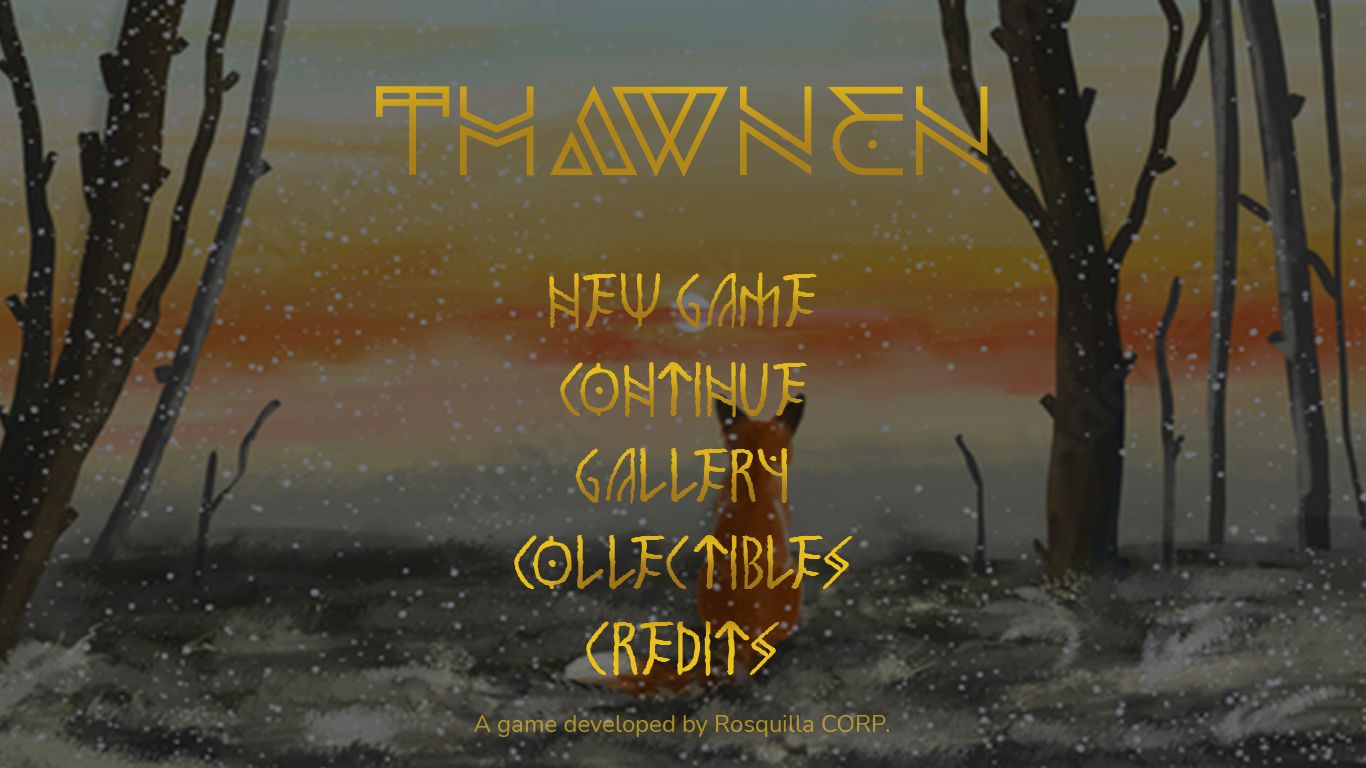 THAWNEN
NEW GAME
CONTINUE
GALLERY
COLLECTIBLES
CREDITS
A game developed by Rosquilla CORP.